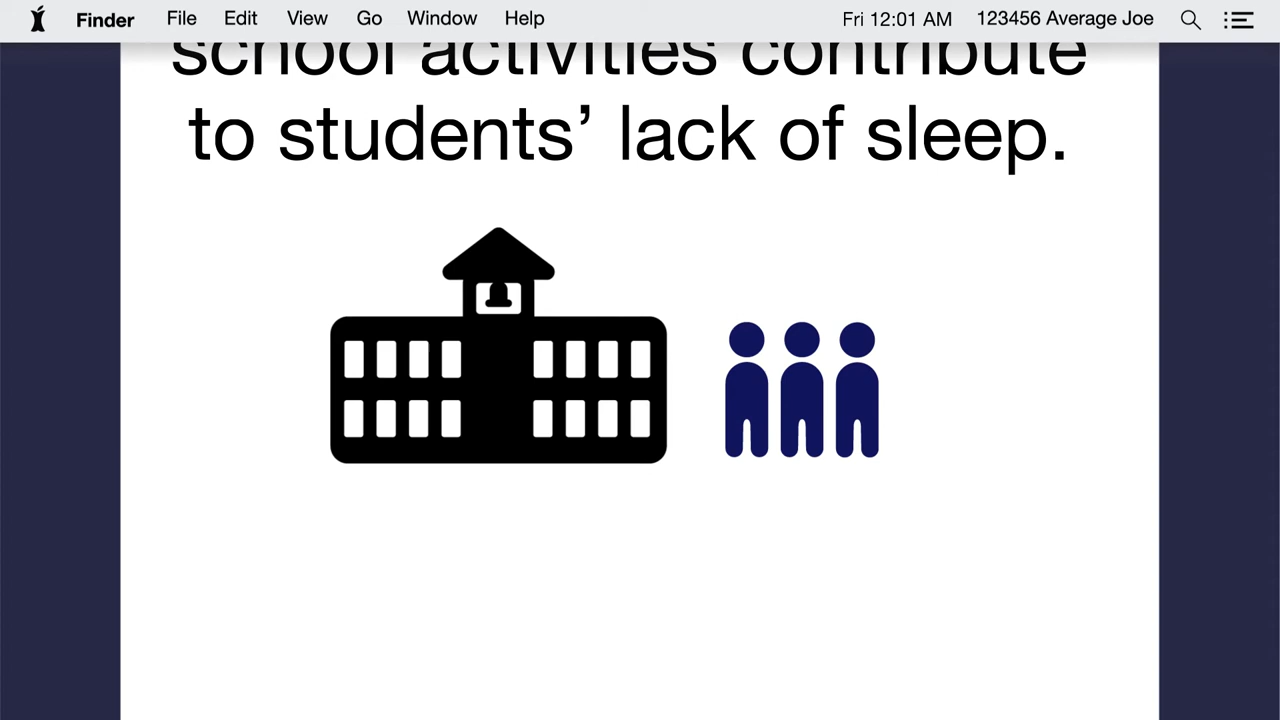 Finder File Edit View Go Window Help Fri 12:01 AM 123456 Average Joe
school activities contribute
to students’ lack of sleep.